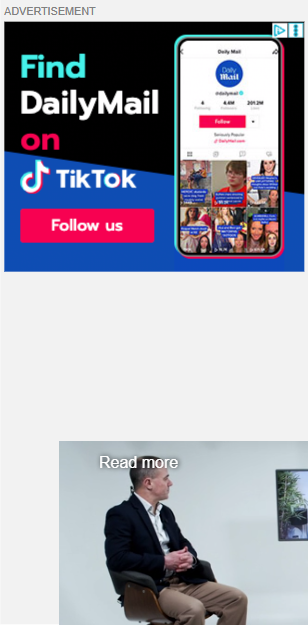 ADVERTISEMENT
Find
DailyMail
on
TikTok
Follow us
Daily Mail
Daily
Mail
@dailymail
4
4.4M
201.2M
Following
Followers
Likes
Follow
Seriously Popular
DailyMail.com
Read more